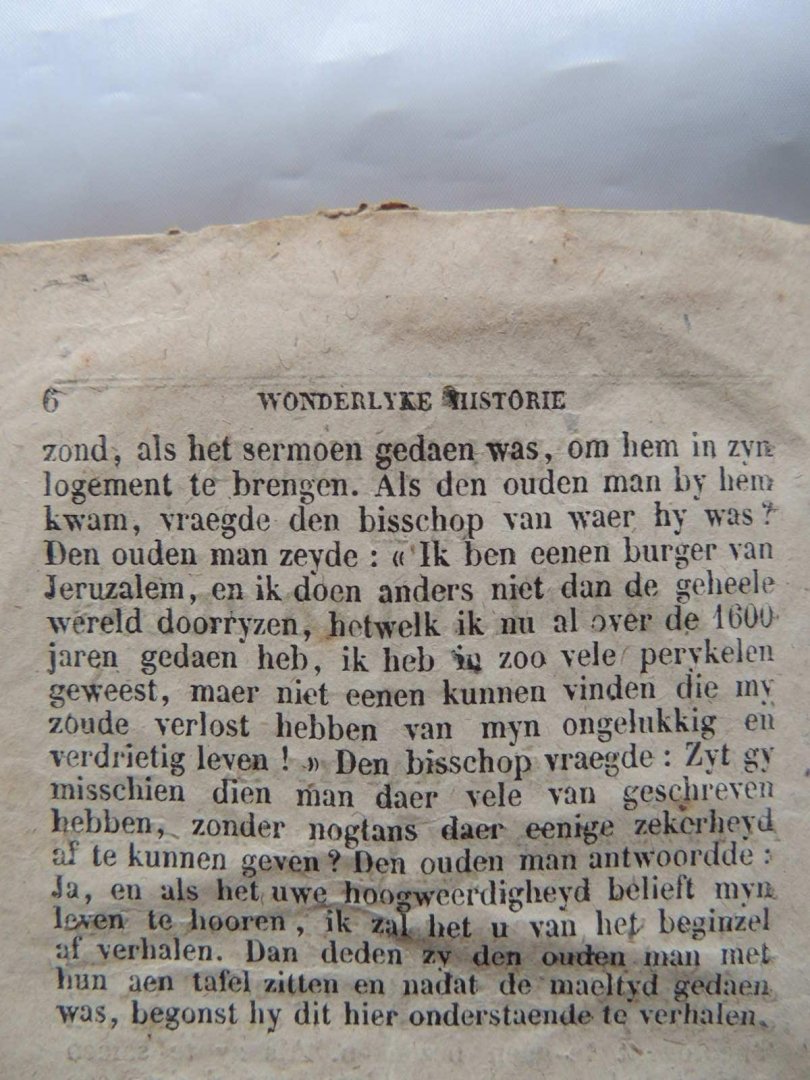 6 WONDERLYKE HISTORIE
zond, als het sermoen gedaen was, om hem in zyn
logement te brengen. Als den ouden man by hem
kwam, vraegde den bisschop van waer hy was?
Den ouden man zeyde : « Ik ben eenen burger van
Jeruzalem, en ik doen anders niet dan de geheele
wereld doorryzen, hetwelk ik nu al over de 1600
jaren gedaen heb, ik heb in zoo vele perykelen
geweest, maer niet eenen kunnen vinden die my
zoude verlost hebben van myn ongelukkig en
verdrietig leven ! » Den bisschop vraegde : Zyt gy
misschien dien man daer vele van geschreven
hebben, zonder nogtans daer eenige zekerheyd
af te kunnen geven ? Den ouden man antwoordde :
Ja, en als het uwe hoogweerdigheyd belieft myn
leven te hooren, ik zal het u van het beginzel
af verhalen. Dan deden zy den ouden man met
hun aen tafel zitten en nadat de maeltyd gedaen
was, begonst hy dit hier onderstaende te verhalen.